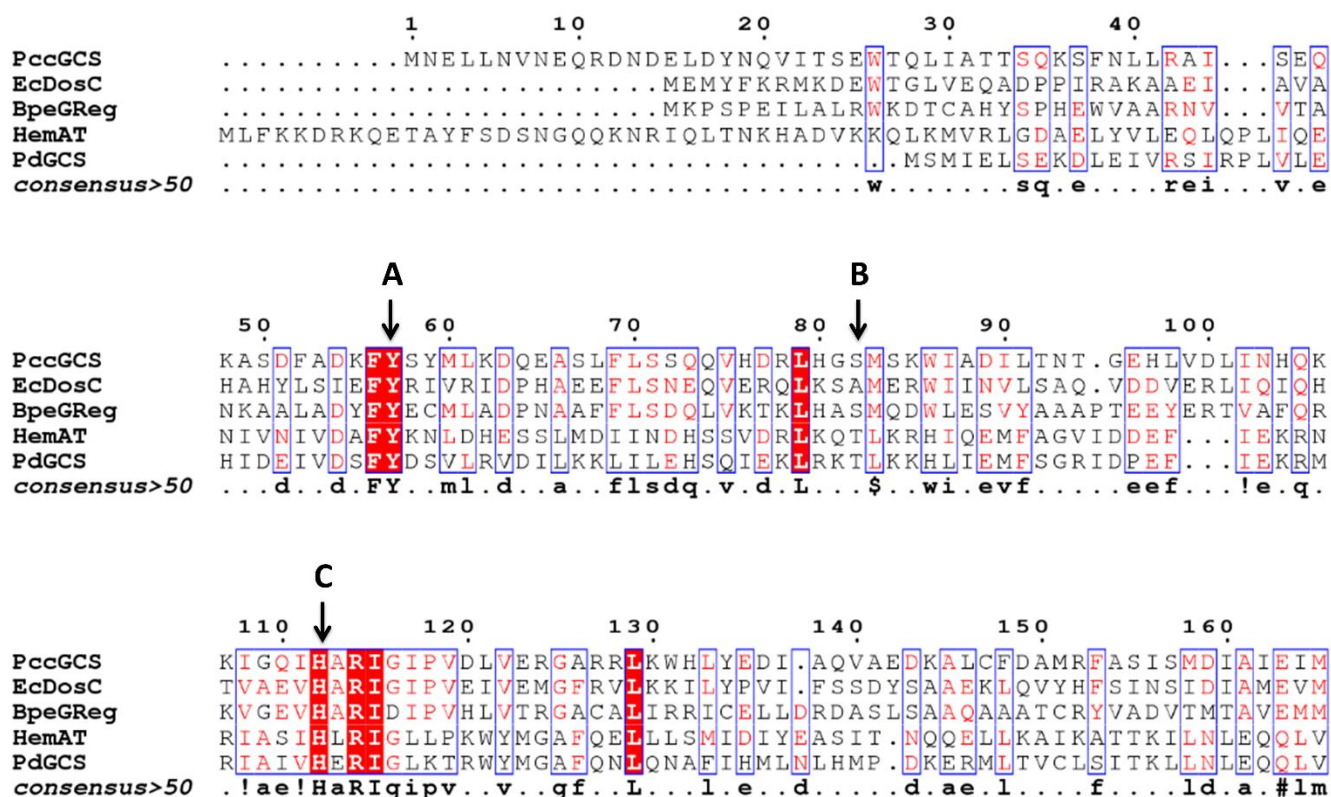 1 10 20 30 40
PccGCS ..........MNELLNVNEQRDNDELDYNQVITSEWTQLIATTSQKSFNLLRAI...SEQ
EcDosC ........................MEMYFKRMKDEWTGLVEQADPPIRAKAAEI...AVA
BpeGReg ........................MKPSPEILALRWKDTCAHYSPHEWVAARNV...VTA
HemAT MLFKKDRKQETAYFSDSNGQQKNRIQLTNKHADVKKQLKMVRLGDAELYVLEQLQPLIQE
PdGCS .....................................MSMIELSEKDLEIVRSIRPLVLE
consensus>50 ...................................w.......sq.e....rei...v.e
A B
50 60 70 80 90 100
PccGCS KASDFADKFYSYMLKDQEASLFLSSQQVHDRLHGSMSKWIADILTNT.GEHLVDLINHQK
EcDosC HAHYLSIEFYRIVRIDPHAEEFLSNEQVERQLKSAMERWIINVLSAQ.VDDVERLIQIQH
BpeGReg NKAALADYFYECMLADPNAAFFLSDQLVKTKLHASMQDWLESVYAAAPTEEYERTVAFQR
HemAT NIVNIVDAFYKNLDHESSLMDIINDHSSVDRLKQTLKRHIQEMFAGVIDDEF...IEKRN
PdGCS HIDEIVDSFYDSVLRVDILKKLILEHSQIEKLRKTLKKHLIEMFSGRIDPEF...IEKRM
consensus>50 ...d..d.FY..ml.d..a..flsdq.v.d.L...$..wi.evf.....eef...!e.q.
C
110 120 130 140 150 160
PccGCS KIGQIHARIGIPVDLVERGARRLKWHLYEDI.AQVAEDKALCFDAMRFASISMDIAIEIM
EcDosC TVAEVHARIGIPVEIVEMGFRVLKKILYPVI.FSSDYSAAEKLQVYHFSINSIDIAMEVM
BpeGReg KVGEVHARIDIPVHLVTRGACALIRRICELLDRDASLSAAQAAATCRYVADVTMTAVEMM
HemAT RIASIHLRIGLLPKWYMGAFQELLLSMIDIYEASIT.NQQELLKAIKATTKILNLEQQLV
PdGCS RIAIVHERIGLKTRWYMGAFQNLQNAFIHMLNLHMP.DKERMLTVCLSITKLLNLEQQLV
consensus>50 .!ae!HaRIgipv..v..gf..L...l.e..d.....d.ael.l....f....ld.a.#lm